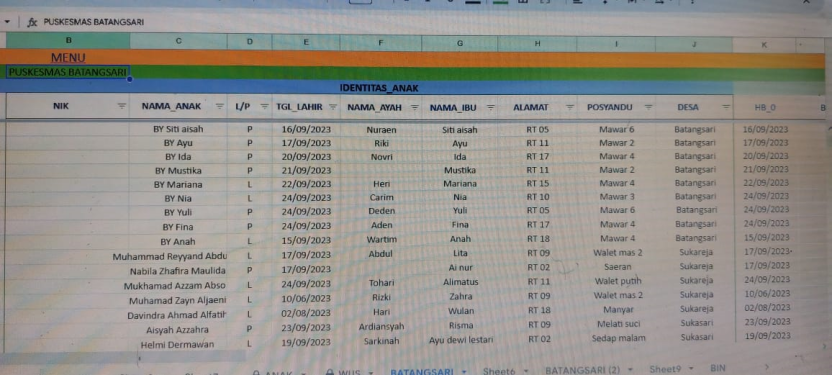 fx PUSKESMAS BATANGSARI
B C D E F G H I J K
MENU
PUSKESMAS BATANGSARI
IDENTITAS_ANAK
NIK NAMA_ANAK L/P TGL_LAHIR NAMA_AYAH NAMA_IBU ALAMAT POSYANDU DESA HB_0
BY Siti aisah P 16/09/2023 Nuraen Siti aisah RT 05 Mawar 6 Batangsari 16/09/2023
BY Ayu P 17/09/2023 Riki Ayu RT 11 Mawar 2 Batangsari 17/09/2023
BY Ida P 20/09/2023 Novri Ida RT 17 Mawar 4 Batangsari 20/09/2023
BY Mustika P 21/09/2023 Mustika RT 11 Mawar 2 Batangsari 21/09/2023
BY Mariana L 22/09/2023 Heri Mariana RT 15 Mawar 4 Batangsari 22/09/2023
BY Nia L 24/09/2023 Carim Nia RT 10 Mawar 3 Batangsari 24/09/2023
BY Yuli P 24/09/2023 Deden Yuli RT 05 Mawar 6 Batangsari 24/09/2023
BY Fina P 24/09/2023 Aden Fina RT 17 Mawar 4 Batangsari 24/09/2023
BY Anah L 15/09/2023 Wartim Anah RT 18 Mawar 4 Batangsari 15/09/2023
Muhammad Reyyand Abdu L 17/09/2023 Abdul Lita RT 09 Walet mas 2 Sukareja 17/09/2023
Nabila Zhafira Maulida P 17/09/2023 Ai nur RT 02 Saeran Sukareja 17/09/2023
Mukhamad Azzam Abso L 24/09/2023 Tohari Alimatus RT 11 Walet putih Sukareja 24/09/2023
Muhamad Zayn Aljaeni L 10/06/2023 Rizki Zahra RT 09 Walet mas 2 Sukareja 10/06/2023
Davindra Ahmad Alfatih L 02/08/2023 Hari Wulan RT 18 Manyar Sukareja 02/08/2023
Aisyah Azzahra P 23/09/2023 Ardiansyah Risma RT 09 Melati suci Sukasari 23/09/2023
Helmi Dermawan L 19/09/2023 Sarkinah Ayu dewi lestari RT 02 Sedap malam Sukasari 19/09/2023
ANAK WUS BATANGSARI Sheet6 BATANGSARI (2) Sheet9 BIN